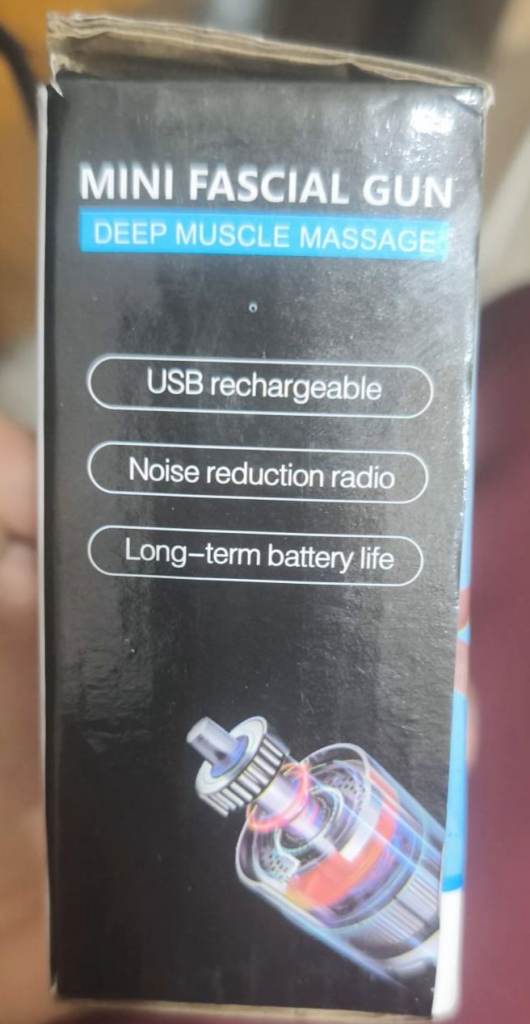 MINI FASCIAL GUN
DEEP MUSCLE MASSAGE
USB rechargeable
Noise reduction radio
Long-term battery life